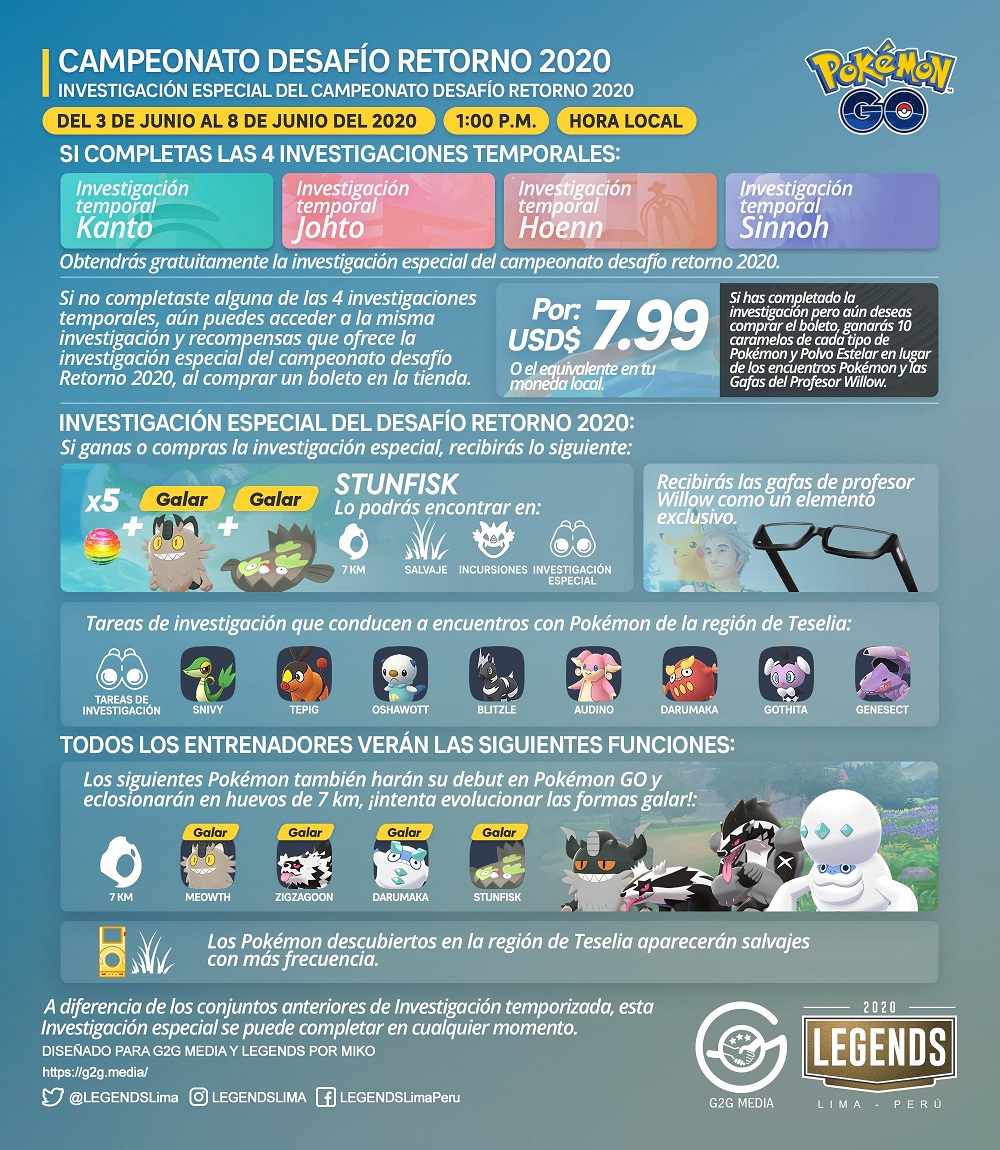 CAMPEONATO DESAFÍO RETORNO 2020
INVESTIGACIÓN ESPECIAL DEL CAMPEONATO DESAFÍO RETORNO 2020
DEL 3 DE JUNIO AL 8 DE JUNIO DEL 2020
1:00 P.M.
HORA LOCAL
POKéMON
GO
SI COMPLETAS LAS 4 INVESTIGACIONES TEMPORALES:
Investigación
temporal
Kanto
Investigación
temporal
Johto
Investigación
temporal
Hoenn
Investigación
temporal
Sinnoh
Obtendrás gratuitamente la investigación especial del campeonato desafío retorno 2020.
Si no completaste alguna de las 4 investigaciones
temporales, aún puedes acceder a la misma
investigación y recompensas que ofrece la
investigación especial del campeonato desafío
Retorno 2020, al comprar un boleto en la tienda.
Por:
USD$ 7.99
O el equivalente en tu
moneda local.
Si has completado la
investigación pero aún deseas
comprar el boleto, ganarás 10
caramelos de cada tipo de
Pokémon y Polvo Estelar en lugar
de los encuentros Pokémon y las
Gafas del Profesor Willow.
INVESTIGACIÓN ESPECIAL DEL DESAFÍO RETORNO 2020:
Si ganas o compras la investigación especial, recibirás lo siguiente:
x5
+
Galar
+
Galar
STUNFISK
Lo podrás encontrar en:
7 KM
SALVAJE
INCURSIONES
INVESTIGACIÓN
ESPECIAL
Recibirás las gafas de profesor
Willow como un elemento
exclusivo.
Tareas de investigación que conducen a encuentros con Pokémon de la región de Teselia:
TAREAS DE
INVESTIGACIÓN
SNIVY
TEPIG
OSHAWOTT
BLITZLE
AUDINO
DARUMAKA
GOTHITA
GENESECT
TODOS LOS ENTRENADORES VERÁN LAS SIGUIENTES FUNCIONES:
Los siguientes Pokémon también harán su debut en Pokémon GO y
eclosionarán en huevos de 7 km, ¡intenta evolucionar las formas galar!:
7 KM
Galar
MEOWTH
Galar
ZIGZAGOON
Galar
DARUMAKA
Galar
STUNFISK
Los Pokémon descubiertos en la región de Teselia aparecerán salvajes
con más frecuencia.
A diferencia de los conjuntos anteriores de Investigación temporizada, esta
Investigación especial se puede completar en cualquier momento.
DISEÑADO PARA G2G MEDIA Y LEGENDS POR MIKO
https://g2g.media/
@LEGENDSLima
LEGENDSLIMA
LEGENDSLimaPeru
G2G MEDIA
2020
LEGENDS
LIMA - PERÚ